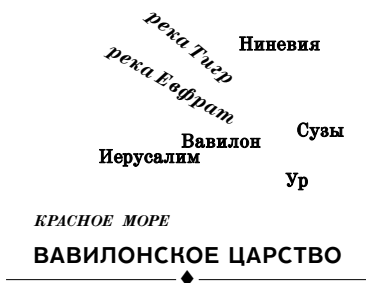 река Тигр
Ниневия
река Евфрат
Сузы
Вавилон
Иерусалим
Ур
КРАСНОЕ МОРЕ
ВАВИЛОНСКОЕ ЦАРСТВО